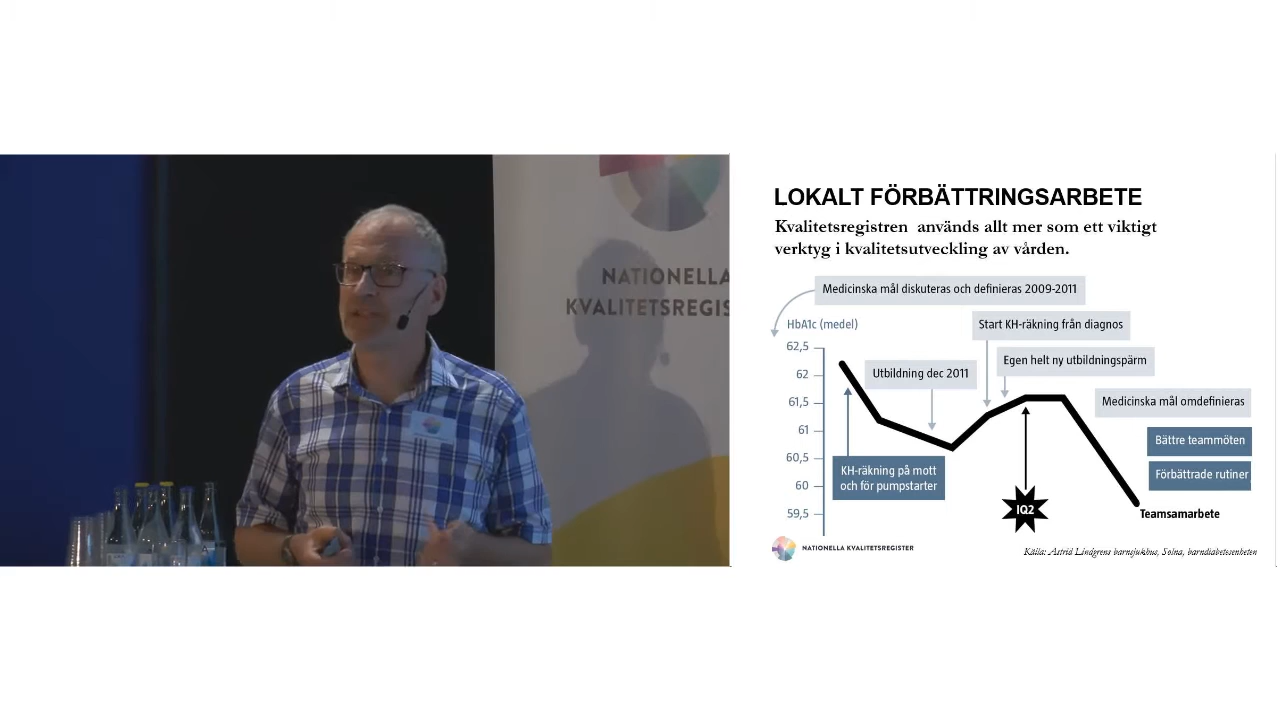 NATIONELLA
KVALITETSREGIS
LOKALT FÖRBÄTTRINGSARBETE
Kvalitetsregistren används allt mer som ett viktigt
verktyg i kvalitetsutveckling av vården.
Medicinska mål diskuteras och definieras 2009-2011
HbA1c (medel)
Start KH-räkning från diagnos
62,5
Egen helt ny utbildningspärm
62
Utbildning dec 2011
61,5
Medicinska mål omdefinieras
61
Bättre teammöten
60,5
KH-räkning på mott
och för pumpstarter
Förbättrade rutiner
60
59,5
IQ2
Teamsamarbete
NATIONELLA KVALITETSREGISTER
Källa: Astrid Lindgrens barnsjukhus, Solna, barndiabetesenheten